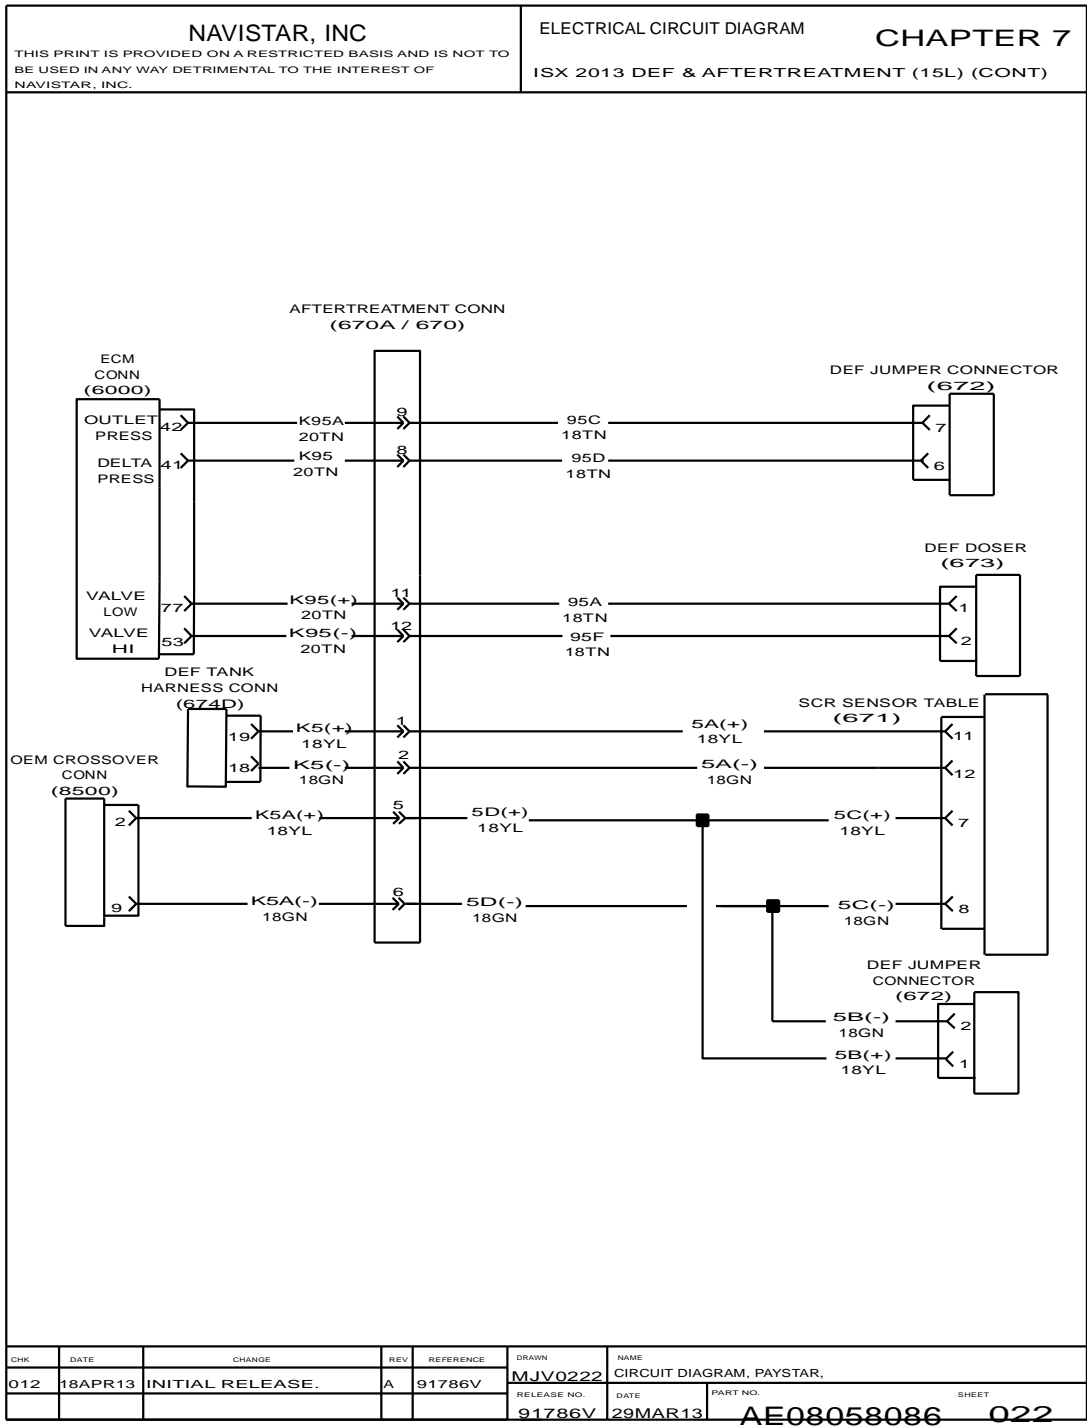 NAVISTAR, INC
THIS PRINT IS PROVIDED ON A RESTRICTED BASIS AND IS NOT TO
BE USED IN ANY WAY DETRIMENTAL TO THE INTEREST OF
NAVISTAR, INC.
ELECTRICAL CIRCUIT DIAGRAM
CHAPTER 7
ISX 2013 DEF & AFTERTREATMENT (15L) (CONT)
AFTERTREATMENT CONN
(670A / 670)
ECM
CONN
(6000)
DEF JUMPER CONNECTOR
(672)
OUTLET
PRESS
42
K95A
20TN
9
95C
18TN
7
DELTA
PRESS
41
K95
20TN
8
95D
18TN
6
DEF DOSER
(673)
VALVE
LOW
77
K95(+)
20TN
11
95A
18TN
1
VALVE
HI
53
K95(-)
20TN
12
95F
18TN
2
DEF TANK
HARNESS CONN
(674D)
SCR SENSOR TABLE
(671)
19
K5(+)
18YL
1
5A(+)
18YL
11
18
K5(-)
18GN
2
5A(-)
18GN
12
OEM CROSSOVER
CONN
(8500)
2
K5A(+)
18YL
5
5D(+)
18YL
5C(+)
18YL
7
9
K5A(-)
18GN
6
5D(-)
18GN
5C(-)
18GN
8
DEF JUMPER
CONNECTOR
(672)
5B(-)
18GN
2
5B(+)
18YL
1
CHK DATE CHANGE REV REFERENCE
012 18APR13 INITIAL RELEASE. A 91786V
DRAWN
MJV0222
NAME
CIRCUIT DIAGRAM, PAYSTAR,
RELEASE NO.
91786V
DATE
29MAR13
PART NO.
AE08058086
SHEET
022